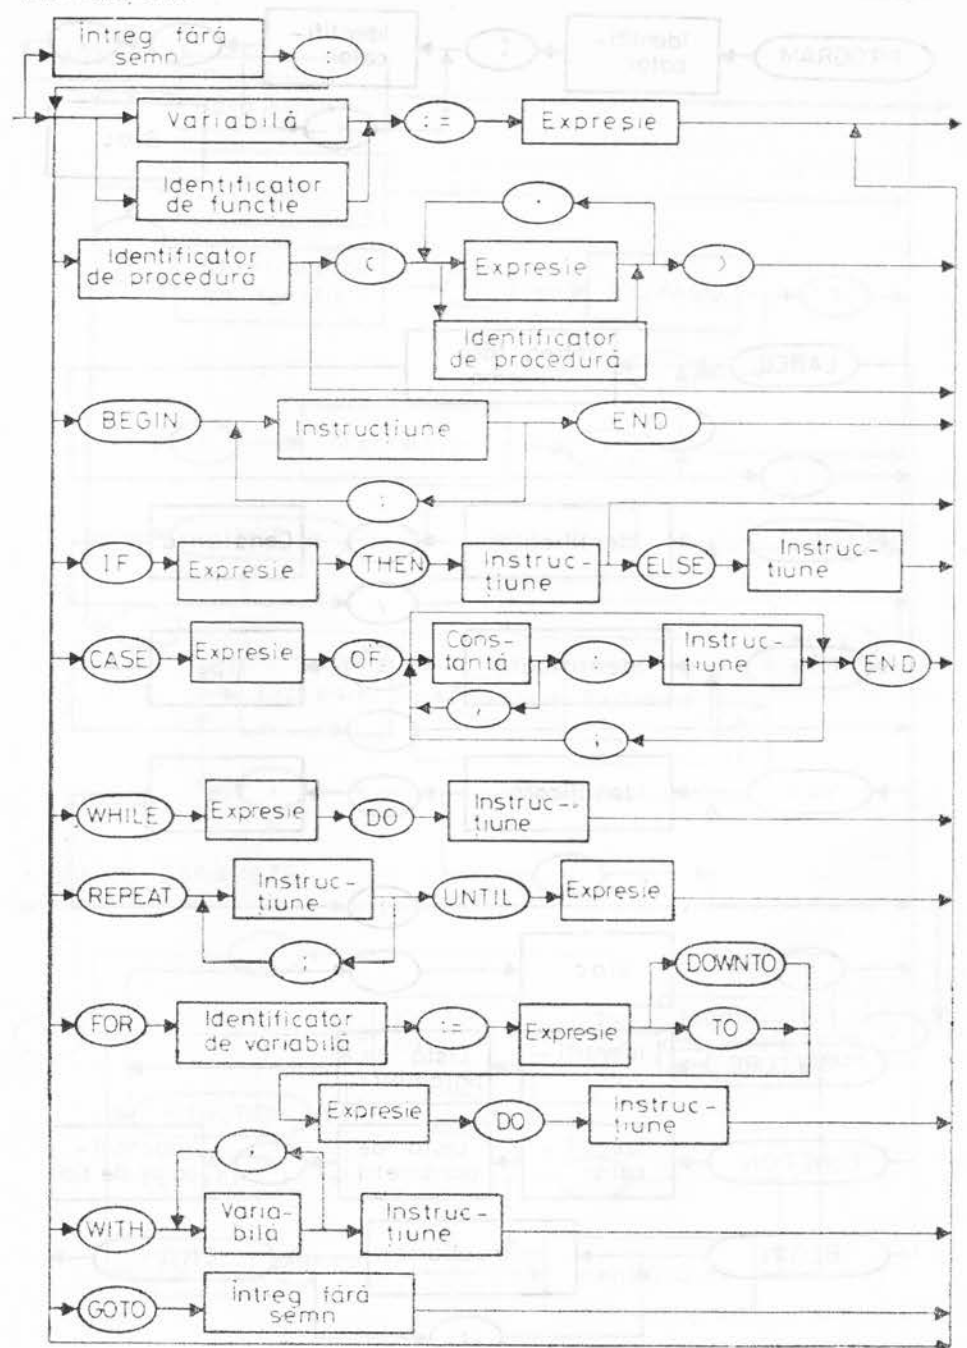 întreg fără
semn
:
Variabilă
:=
Expresie
Identificator
de funcție
Identificator
de procedură
(
,
Expresie
)
Identificator
de procedură
BEGIN
Instrucțiune
END
;
IF
Expresie
THEN
Instruc-
țiune
ELSE
Instruc-
țiune
CASE
Expresie
OF
Cons-
tantă
:
Instruc-
țiune
END
,
;
WHILE
Expresie
DO
Instruc-
țiune
REPEAT
Instruc-
țiune
UNTIL
Expresie
;
FOR
Identificator
de variabilă
:=
Expresie
DOWNTO
TO
Expresie
DO
Instruc-
țiune
,
WITH
Varia-
bilă
Instruc-
țiune
GOTO
întreg fără
semn